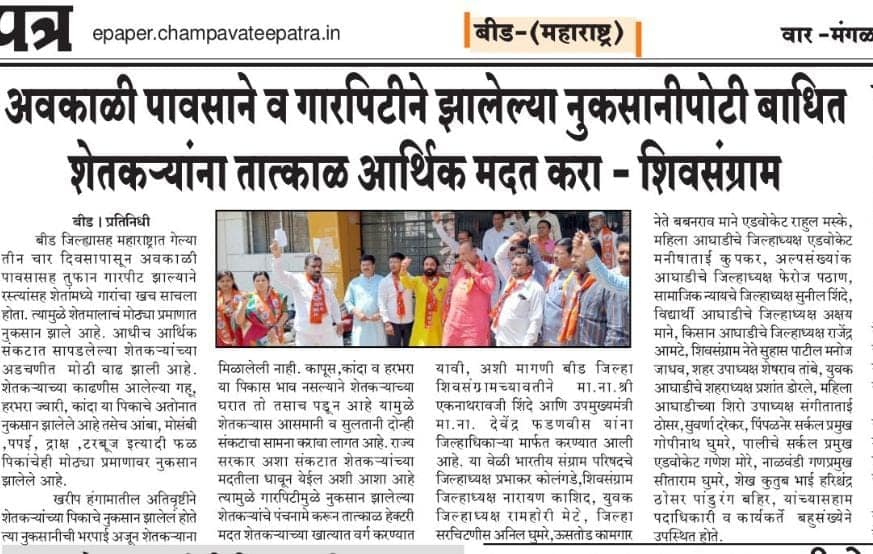 पत्र
epaper.champavateepatra.in
बीड-(महाराष्ट्र)
वार -मंगळ
अवकाळी पावसाने व गारपिटीने झालेल्या नुकसानीपोटी बाधित
शेतकऱ्यांना तात्काळ आर्थिक मदत करा - शिवसंग्राम
बीड । प्रतिनिधी
बीड जिल्ह्यासह महाराष्ट्रात गेल्या
तीन चार दिवसापासून अवकाळी
पावसासह तुफान गारपीट झाल्याने
रस्त्यांसह शेतांमध्ये गारांचा खच साचला
होता. त्यामुळे शेतमालाचं मोठ्या प्रमाणात
नुकसान झाले आहे. आधीच आर्थिक
संकटात सापडलेल्या शेतकऱ्यांच्या
अडचणीत मोठी वाढ झाली आहे.
शेतकऱ्याच्या काढणीस आलेल्या गहू,
हरभरा ज्वारी, कांदा या पिकाचे अतोनात
नुकसान झालेले आहे तसेच आंबा, मोसंबी
,पपई, द्राक्ष ,टरबूज इत्यादी फळ
पिकांचेही मोठ्या प्रमाणावर नुकसान
झालेले आहे.
खरीप हंगामातील अतिवृष्टीने
शेतकऱ्यांच्या पिकाचे नुकसान झालेलं होते
त्या नुकसानीची भरपाई अजून शेतकऱ्याना
मिळालेली नाही. कापूस,कांदा व हरभरा
या पिकास भाव नसल्याने शेतकऱ्याच्या
घरात तो तसाच पडून आहे यामुळे
शेतकऱ्यास आसमानी व सुलतानी दोन्ही
संकटाचा सामना करावा लागत आहे. राज्य
सरकार अशा संकटात शेतकऱ्यांच्या
मदतीला धावून येईल अशी आशा आहे
त्यामुळे गारपिटीमुळे नुकसान झालेल्या
शेतकऱ्यांचे पंचनामे करून तात्काळ हेक्टरी
मदत शेतकऱ्याच्या खात्यात वर्ग करण्यात
यावी, अशी मागणी बीड जिल्हा
शिवसंग्रामच्यावतीने मा.ना.श्री
एकनाथरावजी शिंदे आणि उपमुख्यमंत्री
मा.ना. देवेंद्र फडणवीस यांना
जिल्हाधिकाऱ्या मार्फत करण्यात आली
आहे. या वेळी भारतीय संग्राम परिषदचे
जिल्हाध्यक्ष प्रभाकर कोलंगडे,शिवसंग्राम
जिल्हाध्यक्ष नारायण काशिद, युवक
जिल्हाध्यक्ष रामहोरी मेटे, जिल्हा
सरचिटणीस अनिल घुमरे,ऊसतोड कामगार
नेते बबनराव माने एडवोकेट राहुल मस्के,
महिला आघाडीचे जिल्हाध्यक्ष एडवोकेट
मनीषाताई कुपकर, अल्पसंख्यांक
आघाडीचे जिल्हाध्यक्ष फेरोज पठाण,
सामाजिक न्यायचे जिल्हाध्यक्ष सुनील शिंदे,
विद्यार्थी आघाडीचे जिल्हाध्यक्ष अक्षय
माने, किसान आघाडीचे जिल्हाध्यक्ष राजेंद्र
आमटे, शिवसंग्राम नेते सुहास पाटील मनोज
जाधव, शहर उपाध्यक्ष शेषराव तांबे, युवक
आघाडीचे शहराध्यक्ष प्रशांत डोरले, महिला
आघाडीच्या शिरो उपाध्यक्ष संगीताताई
ठोसर,सुवर्णा दरेकर, पिंपळनेर सर्कल प्रमुख
गोपीनाथ घुमरे, पालीचे सर्कल प्रमुख
एडवोकेट गणेश मोरे, नाळवंडी गणप्रमुख
सीताराम घुमरे, शेख कुतुब भाई हरिश्चंद्र
ठोसर पांडुरंग बहिर, यांच्यासहाम
पदाधिकारी व कार्यकर्ते बहुसंख्येने
उपस्थित होते.